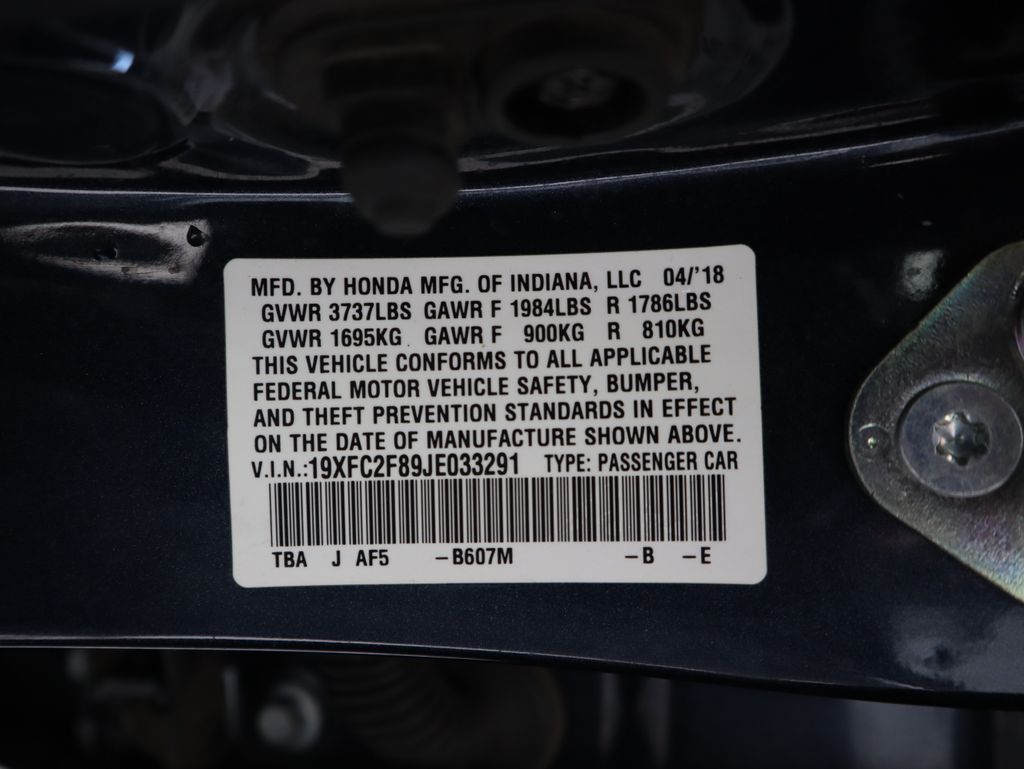 MFD. BY HONDA MFG. OF INDIANA, LLC 04/'18
GVWR 3737LBS GAWR F 1984LBS R 1786LBS
GVWR 1695KG GAWR F 900KG R 810KG
THIS VEHICLE CONFORMS TO ALL APPLICABLE
FEDERAL MOTOR VEHICLE SAFETY, BUMPER,
AND THEFT PREVENTION STANDARDS IN EFFECT
ON THE DATE OF MANUFACTURE SHOWN ABOVE.
V.I.N.:19XFC2F89JE033291 TYPE: PASSENGER CAR
TBA J AF5 –B607M –B –E